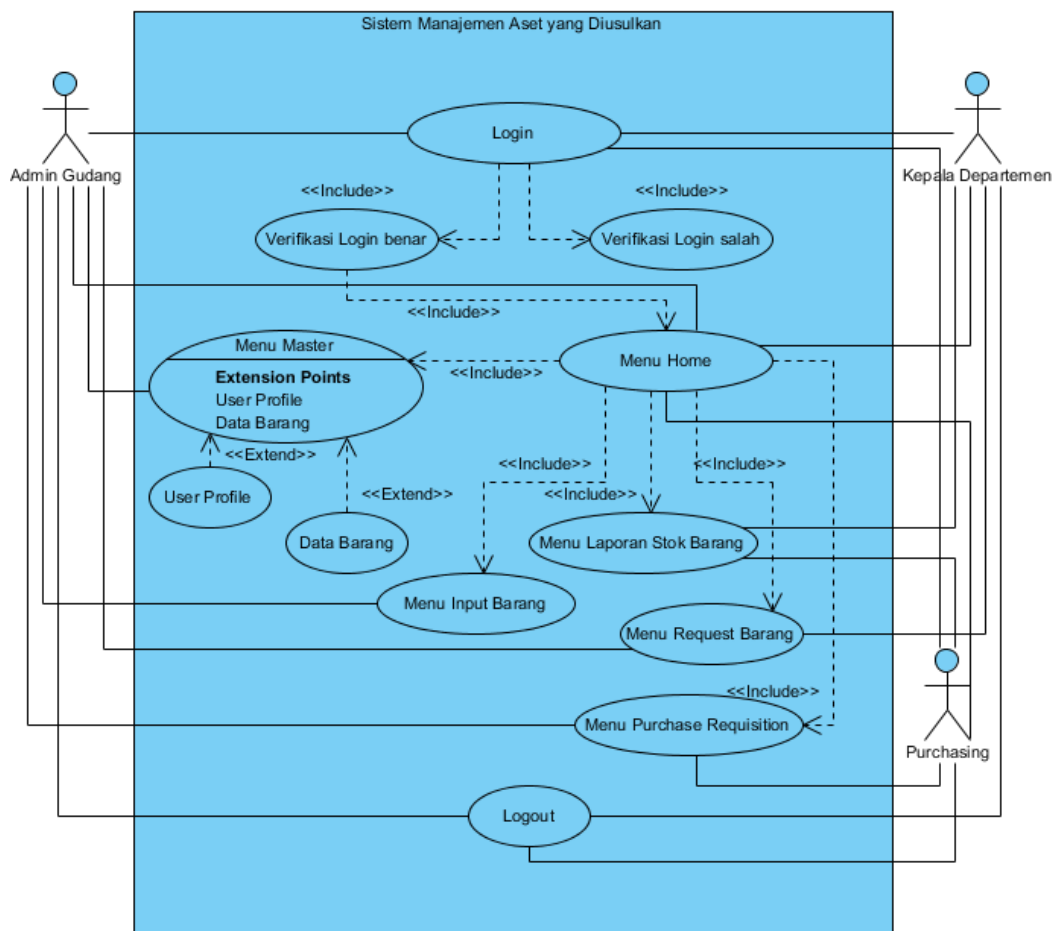 Sistem Manajemen Aset yang Diusulkan
Login
Admin Gudang
Kepala Departemen
<<Include>>
<<Include>>
Verifikasi Login benar
Verifikasi Login salah
<<Include>>
Menu Master
Extension Points
User Profile
Data Barang
<<Include>>
Menu Home
<<Extend>>
<<Include>>
<<Include>>
User Profile
<<Extend>>
<<Include>>
Data Barang
Menu Laporan Stok Barang
Menu Input Barang
Menu Request Barang
<<Include>>
Menu Purchase Requisition
Purchasing
Logout